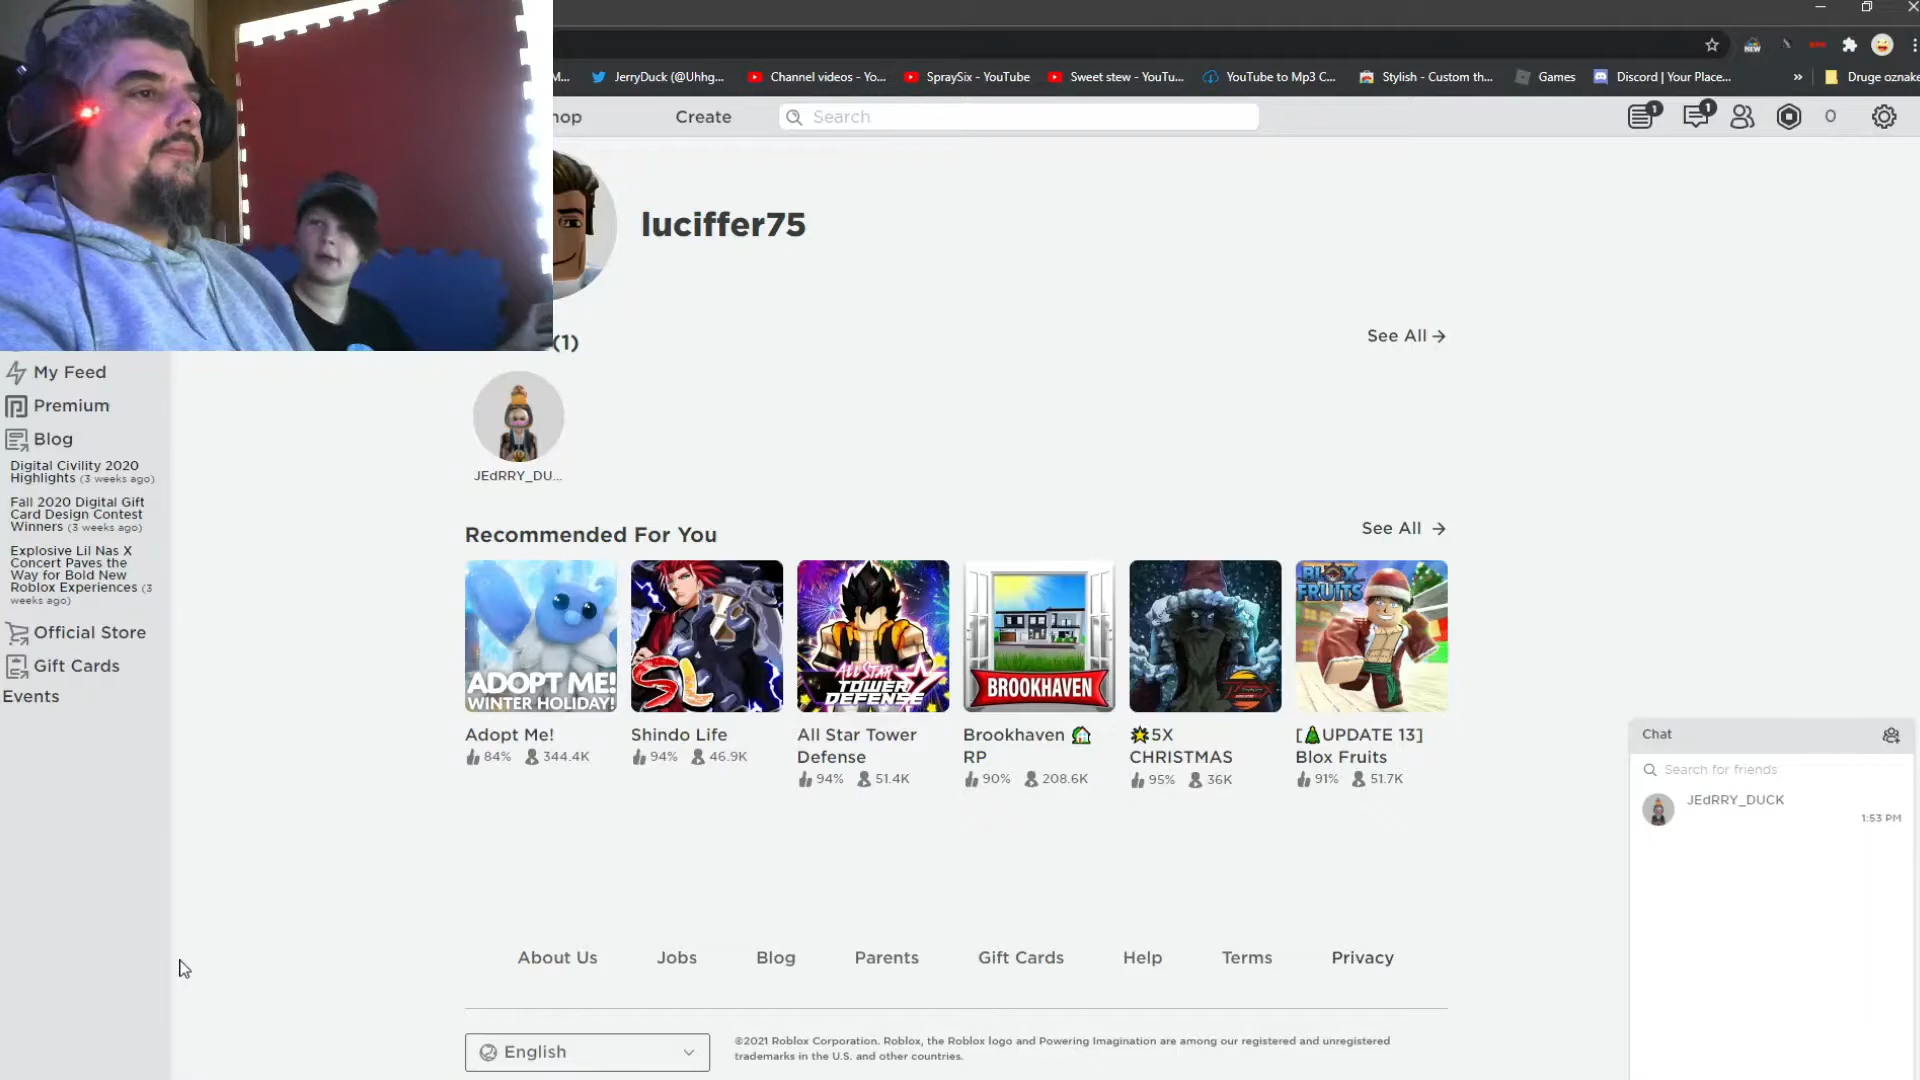 M...
JerryDuck (@Uhhg...
Channel videos - Yo...
SpraySix - YouTube
Sweet stew - YouTu...
YouTube to Mp3 C...
Stylish - Custom th...
Games
Discord | Your Place...
»
Druge oznake
NEW
hop
Create
Search
1
1
0
luciffer75
(1)
See All →
JEdRRY_DU...
My Feed
Premium
Blog
Digital Civility 2020
Highlights (3 weeks ago)
Fall 2020 Digital Gift
Card Design Contest
Winners (3 weeks ago)
Explosive Lil Nas X
Concert Paves the
Way for Bold New
Roblox Experiences (3
weeks ago)
Official Store
Gift Cards
Events
Recommended For You
See All →
ADOPT ME!
WINTER HOLIDAY!
SL
ALL STAR
TOWER
DEFENSE
BROOKHAVEN
BLOX
FRUITS
Adopt Me!
84% 344.4K
Shindo Life
94% 46.9K
All Star Tower
Defense
94% 51.4K
Brookhaven 🏠
RP
90% 208.6K
🌟5X
CHRISTMAS
95% 36K
[🎄UPDATE 13]
Blox Fruits
91% 51.7K
Chat
Search for friends
JEdRRY_DUCK
1:53 PM
About Us
Jobs
Blog
Parents
Gift Cards
Help
Terms
Privacy
English
©2021 Roblox Corporation. Roblox, the Roblox logo and Powering Imagination are among our registered and unregistered
trademarks in the U.S. and other countries.